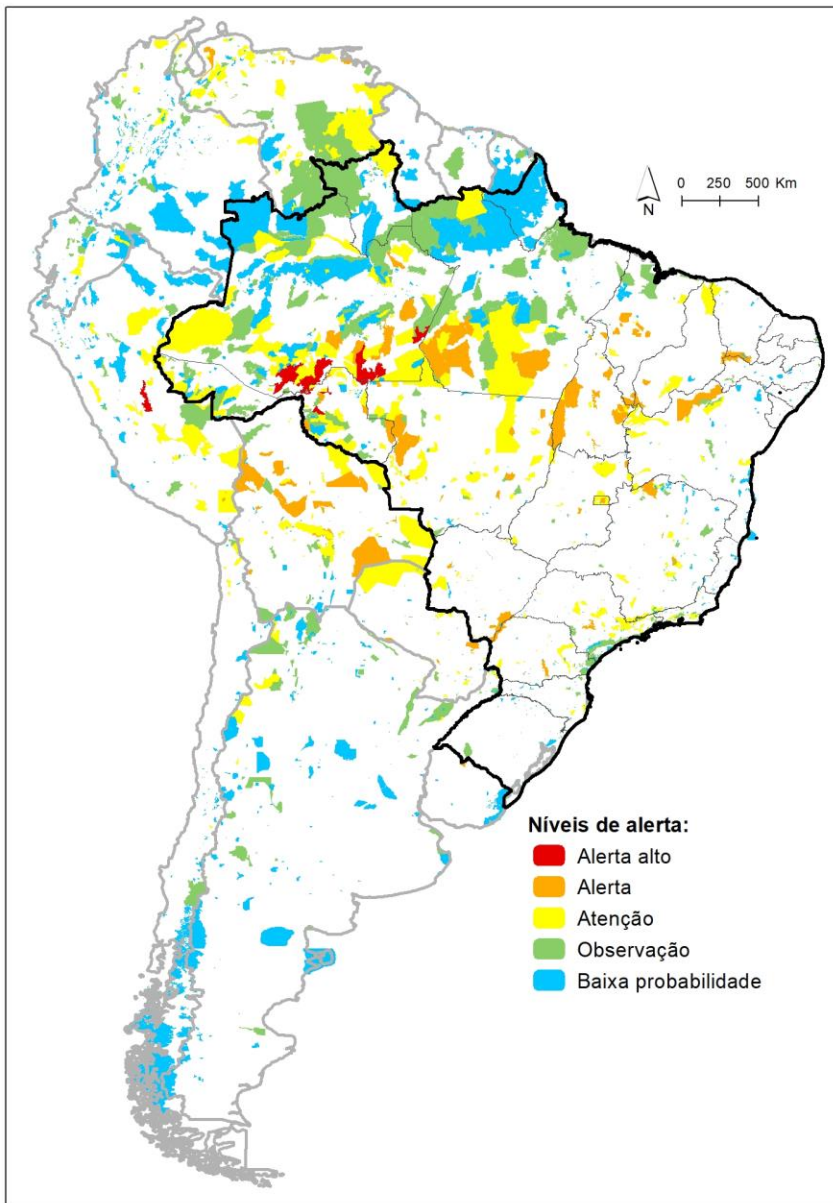 N
0 250 500 Km
Níveis de alerta:
Alerta alto
Alerta
Atenção
Observação
Baixa probabilidade